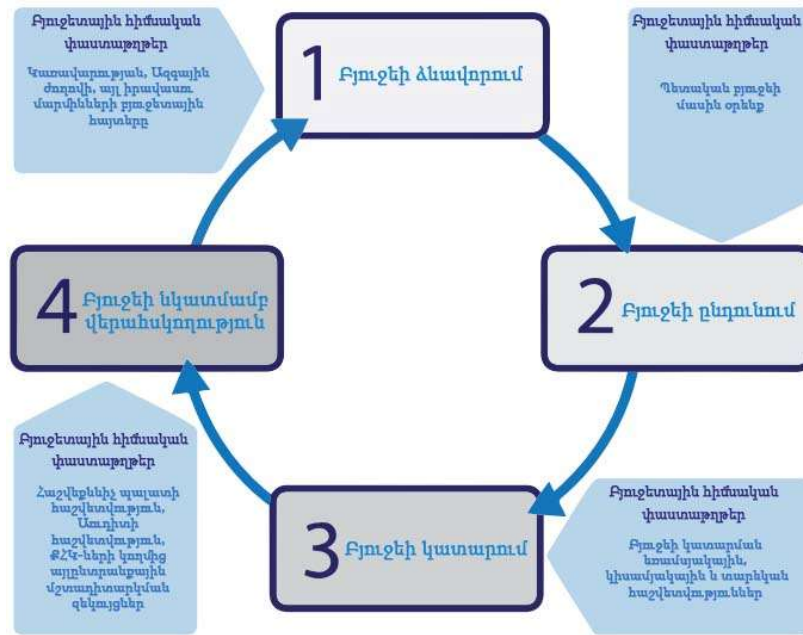 Բյուջետային հիմնական
փաստաթղթեր
Կառավարության, Ազգային
ժողովի, այլ իրավասու
մարմինների բյուջետային
հայտերը
1 Բյուջեի ձևավորում
Բյուջետային հիմնական
փաստաթղթեր
Պետական բյուջեի
մասին օրենք
2 Բյուջեի ընդունում
4 Բյուջեի նկատմամբ
վերահսկողություն
Բյուջետային հիմնական
փաստաթղթեր
Հաշվեքննիչ պալատի
հաշվետվություն,
Աուդիտի
հաշվետվություն,
ՔՀԿ-ների կողմից
այլընտրանքային
մշտադիտարկման
զեկույցներ
3 Բյուջեի կատարում
Բյուջետային հիմնական
փաստաթղթեր
Բյուջեի կատարման
եռամսյակային,
կիսամյակային և տարեկան
հաշվետվություններ